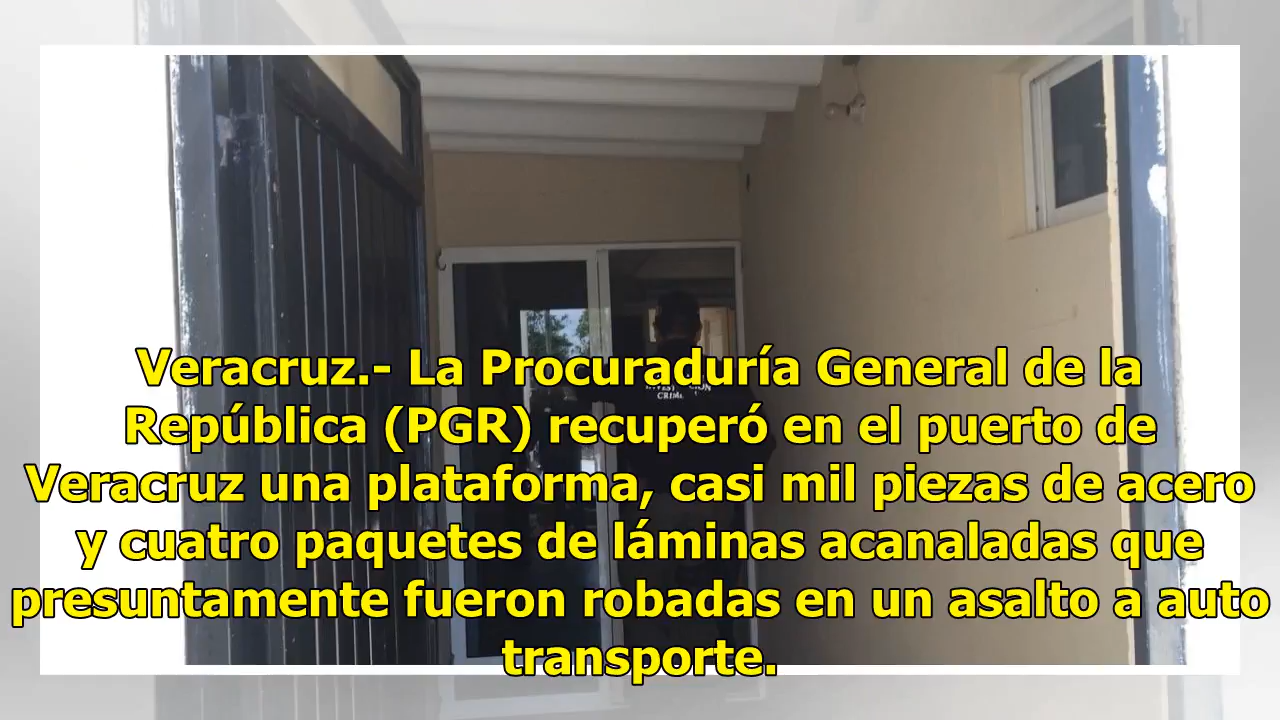 Veracruz.- La Procuraduría General de la
República (PGR) recuperó en el puerto de
Veracruz una plataforma, casi mil piezas de acero
y cuatro paquetes de láminas acanaladas que
presuntamente fueron robadas en un asalto a auto
transporte.